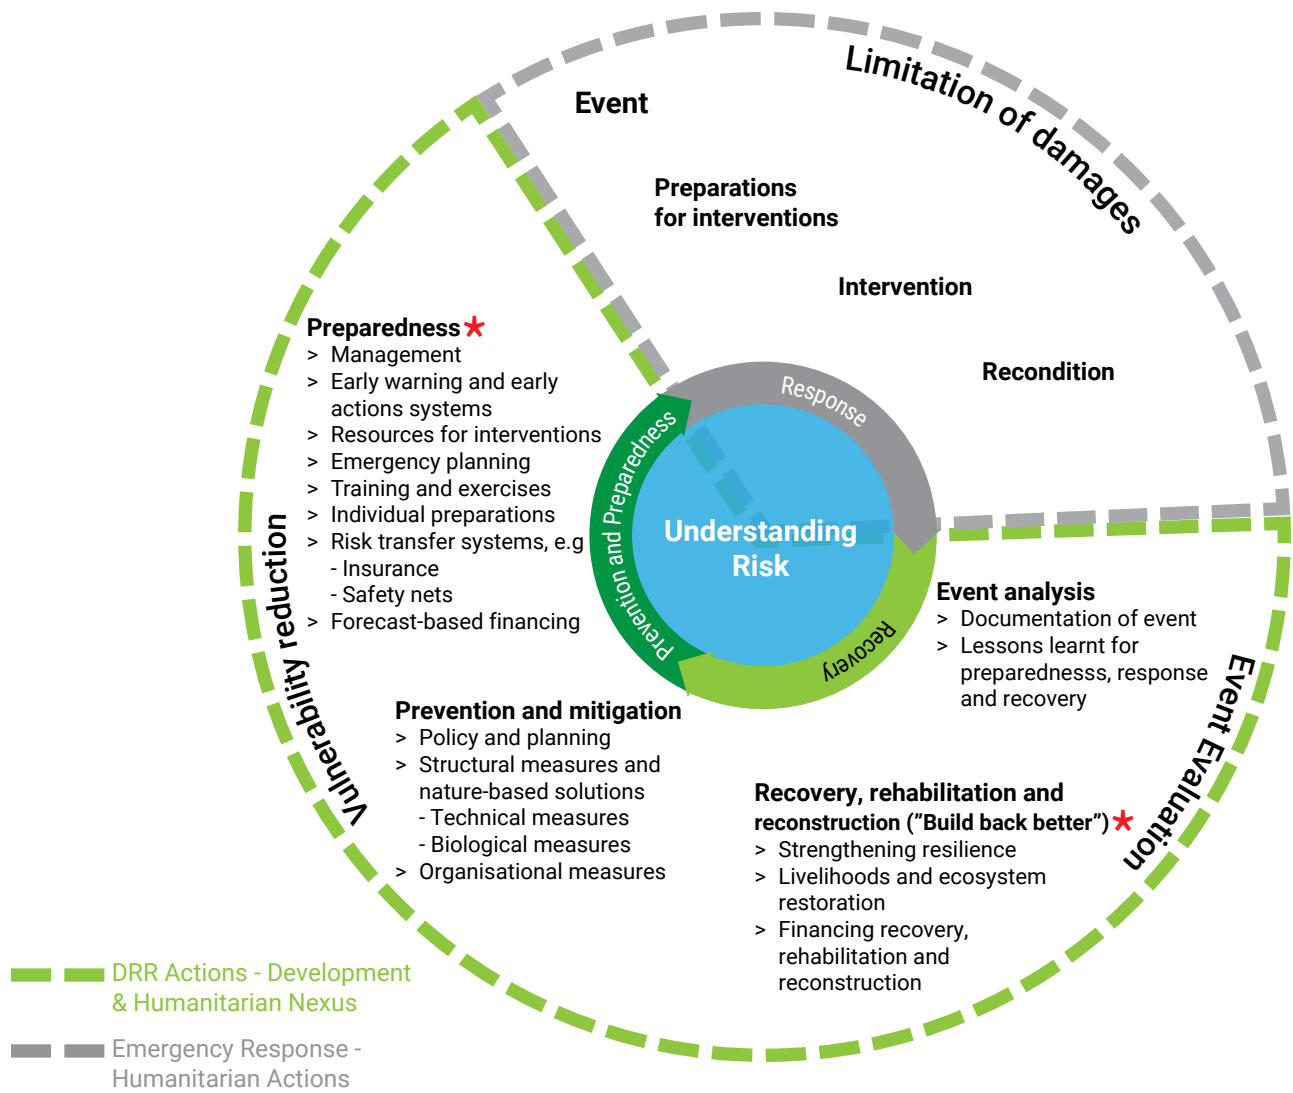 Limitation of damages
Event
Preparations
for interventions
Intervention
Recondition
Response
Preparedness*
> Management
> Early warning and early
actions systems
> Resources for interventions
> Emergency planning
> Training and exercises
> Individual preparations
> Risk transfer systems, e.g
- Insurance
- Safety nets
> Forecast-based financing
Vulnerability reduction
Prevention and Preparedness
Understanding
Risk
Recovery
Event analysis
> Documentation of event
> Lessons learnt for
preparednesss, response
and recovery
Event Evaluation
Prevention and mitigation
> Policy and planning
> Structural measures and
nature-based solutions
- Technical measures
- Biological measures
> Organisational measures
Recovery, rehabilitation and
reconstruction (”Build back better”)*
> Strengthening resilience
> Livelihoods and ecosystem
restoration
> Financing recovery,
rehabilitation and
reconstruction
DRR Actions - Development
& Humanitarian Nexus
Emergency Response -
Humanitarian Actions